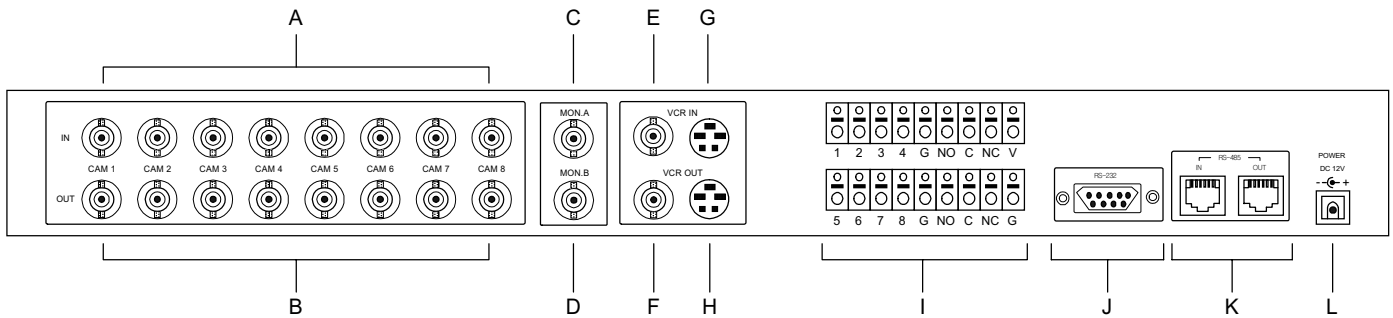 A C E G
MON.A VCR IN
IN
1 2 3 4 G NO C NC V
CAM 1 CAM 2 CAM 3 CAM 4 CAM 5 CAM 6 CAM 7 CAM 8
RS-485
IN OUT
POWER
DC 12V
- +
RS-232
MON.B VCR OUT
OUT
5 6 7 8 G NO C NC G
B D F H I J K L